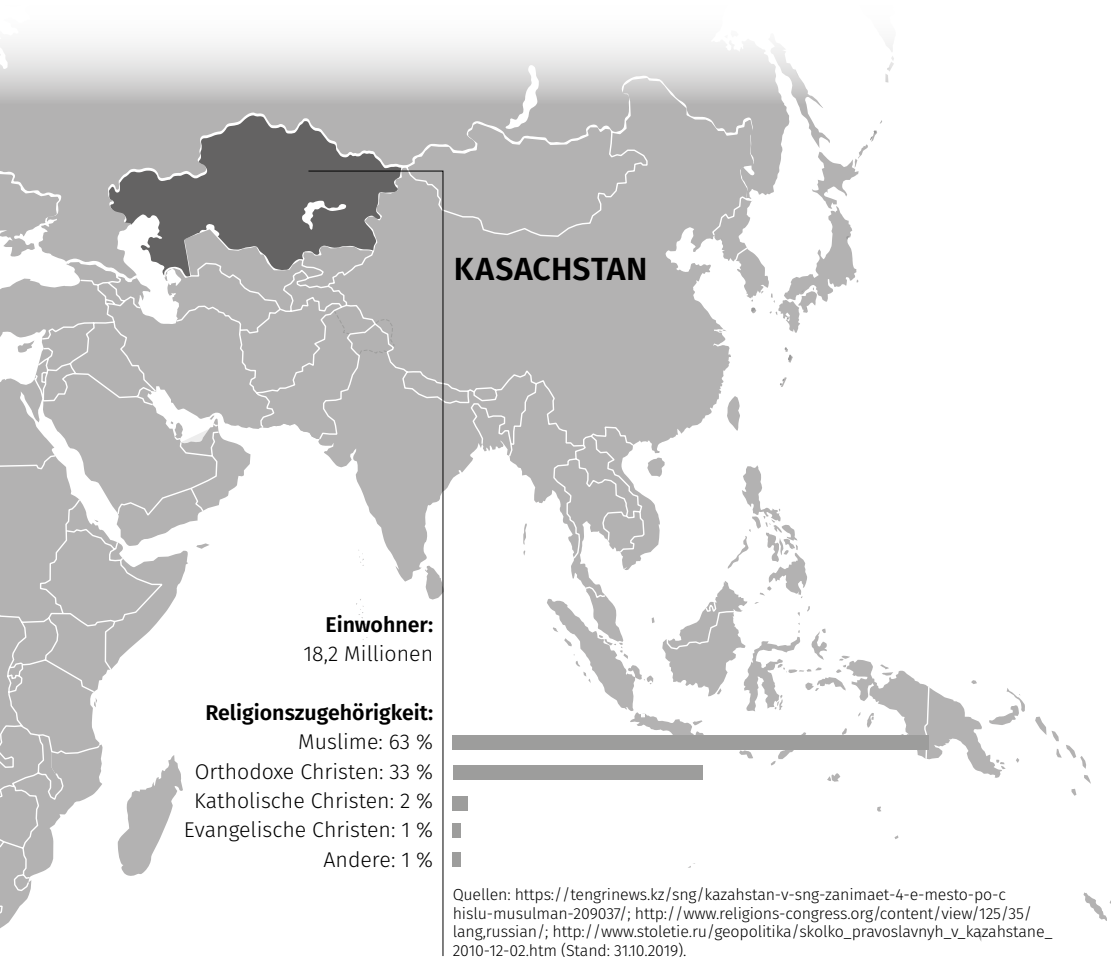 KASACHSTAN
Einwohner:
18,2 Millionen
Religionszugehörigkeit:
Muslime: 63 %
Orthodoxe Christen: 33 %
Katholische Christen: 2 %
Evangelische Christen: 1 %
Andere: 1 %
Quellen: https://tengrinews.kz/sng/kazahstan-v-sng-zanimaet-4-e-mesto-po-c
hislu-musulman-209037/; http://www.religions-congress.org/content/view/125/35/
lang,russian/; http://www.stoletie.ru/geopolitika/skolko_pravoslavnyh_v_kazahstane_
2010-12-02.htm (Stand: 31.10.2019).